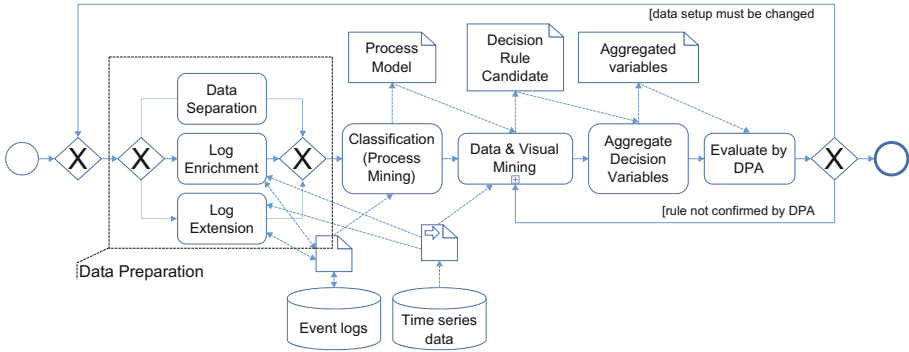 [data setup must be changed
Process
Model
Decision
Rule
Candidate
Aggregated
variables
Data
Separation
X
X
Log
Enrichment
X
Classification
(Process
Mining)
Data & Visual
Mining
Aggregate
Decision
Variables
Evaluate by
DPA
X
Log
Extension
[rule not confirmed by DPA
Data Preparation
Event logs
Time series
data